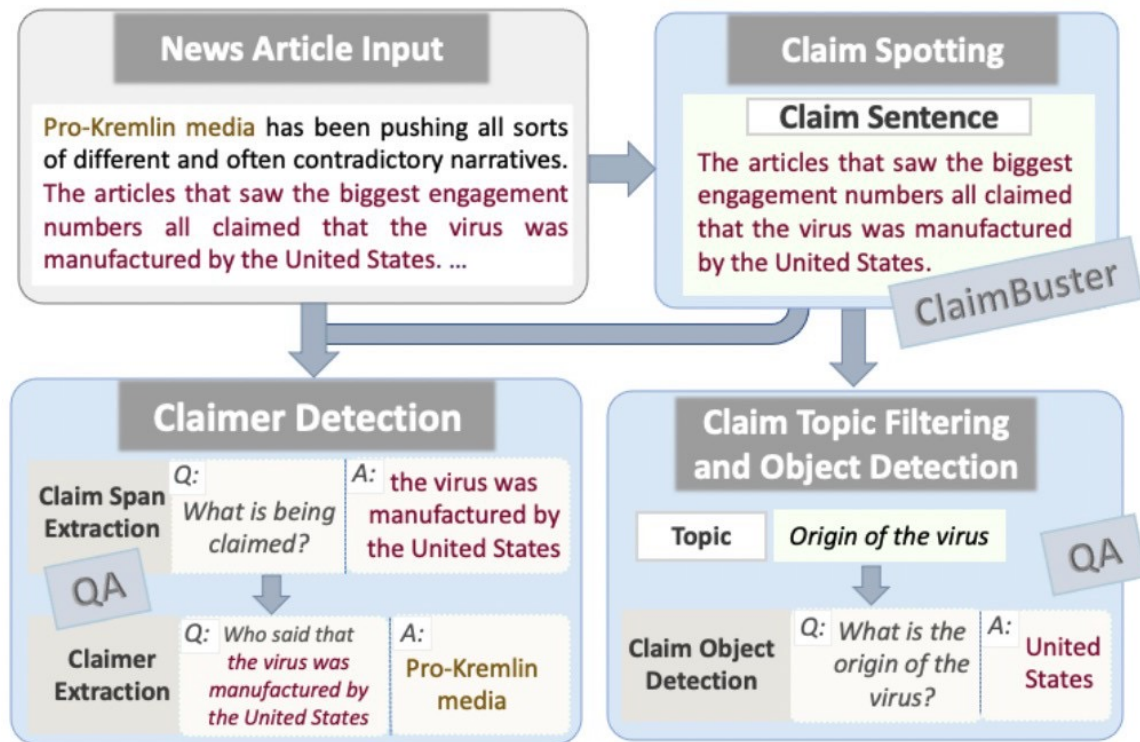 News Article Input
Pro-Kremlin media has been pushing all sorts
of different and often contradictory narratives.
The articles that saw the biggest engagement
numbers all claimed that the virus was
manufactured by the United States. ...
Claim Spotting
Claim Sentence
The articles that saw the biggest
engagement numbers all claimed
that the virus was manufactured
by the United States.
ClaimBuster
Claimer Detection
Claim Span
Extraction
Q:
What is being
claimed?
A:
the virus was
manufactured by
the United States
QA
Claimer
Extraction
Q: Who said that
the virus was
manufactured by
the United States
A:
Pro-Kremlin
media
Claim Topic Filtering
and Object Detection
Topic
Origin of the virus
QA
Claim Object
Detection
Q: What is the
origin of the
virus?
A: United
States